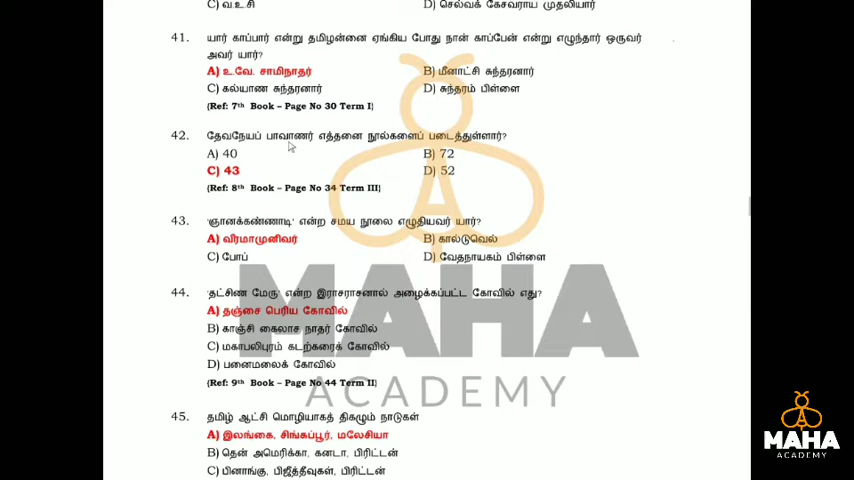 C) வ.உ.சி D) செல்வக் கேசவராய முதலியார்
41. யார் காப்பார் என்று தமிழன்னை ஏங்கிய போது நான் காப்பேன் என்று எழுந்தார் ஒருவர்
அவர் யார்?
A) உ.வே. சாமிநாதர் B) மீனாட்சி சுந்தரனார்
C) கல்யாண சுந்தரனார் D) சுந்தரம் பிள்ளை
(Ref: 7th Book – Page No 30 Term I)
42. தேவநேயப் பாவாணர் எத்தனை நூல்களைப் படைத்துள்ளார்?
A) 40 B) 72
C) 43 D) 52
(Ref: 8th Book – Page No 34 Term III)
43. 'ஞானக்கண்ணாடி' என்ற சமய நூலை எழுதியவர் யார்?
A) வீரமாமுனிவர் B) கால்டுவெல்
C) போப் D) வேதநாயகம் பிள்ளை
44. 'தட்சிண மேரு' என்ற இராசராசனால் அழைக்கப்பட்ட கோவில் எது?
A) தஞ்சை பெரிய கோவில்
B) காஞ்சி கைலாச நாதர் கோவில்
C) மகாபலிபுரம் கடற்கரைக் கோவில்
D) பனைமலைக் கோவில்
(Ref: 9th Book – Page No 44 Term II)
45. தமிழ் ஆட்சி மொழியாகத் திகழும் நாடுகள்
A) இலங்கை, சிங்கப்பூர், மலேசியா
B) தென் அமெரிக்கா, கனடா, பிரிட்டன்
C) பினாங்கு, பிஜித்தீவுகள், பிரிட்டன்
MAHA
ACADEMY
MAHA
ACADEMY